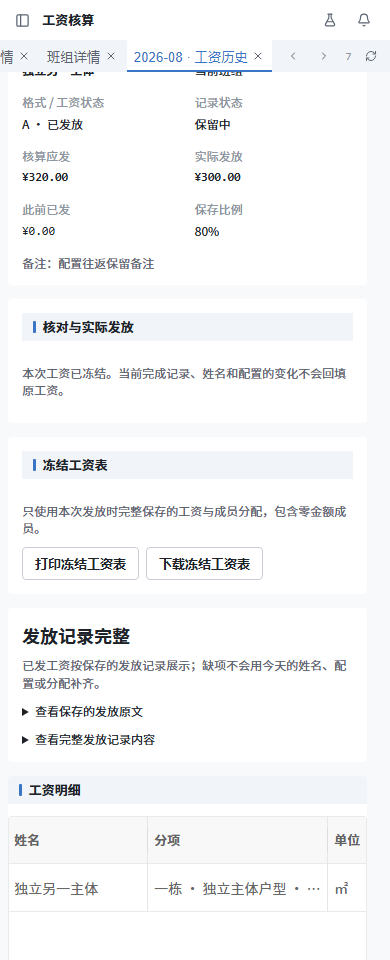 工资核算
情
班组详情
2026-08 · 工资历史
7
独立另一主体
当前班组
格式 / 工资状态
记录状态
A · 已发放
保留中
核算应发
实际发放
¥320.00
¥300.00
此前已发
保存比例
¥0.00
80%
备注：配置往返保留备注
核对与实际发放
本次工资已冻结。当前完成记录、姓名和配置的变化不会回填
原工资。
冻结工资表
只使用本次发放时完整保存的工资与成员分配，包含零金额成
员。
打印冻结工资表
下载冻结工资表
发放记录完整
已发工资按保存的发放记录展示；缺项不会用今天的姓名、配
置或分配补齐。
查看保存的发放原文
查看完整发放记录内容
工资明细
姓名
分项
单位
独立另一主体
一栋 · 独立主体户型 · …
㎡